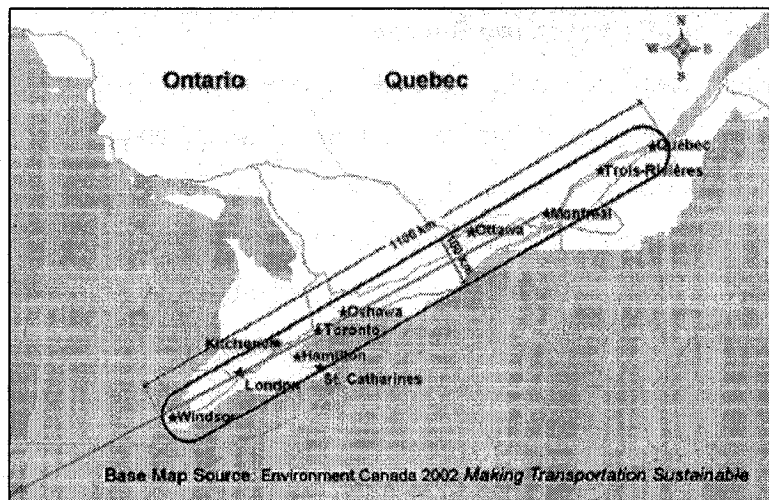 N
W E
S
Ontario
Quebec
Québec
Trois-Rivières
Montréal
Ottawa
1100 km
100 km
Oshawa
Toronto
Kitchener
Hamilton
London
St. Catharines
Windsor
Base Map Source: Environment Canada 2002 Making Transportation Sustainable